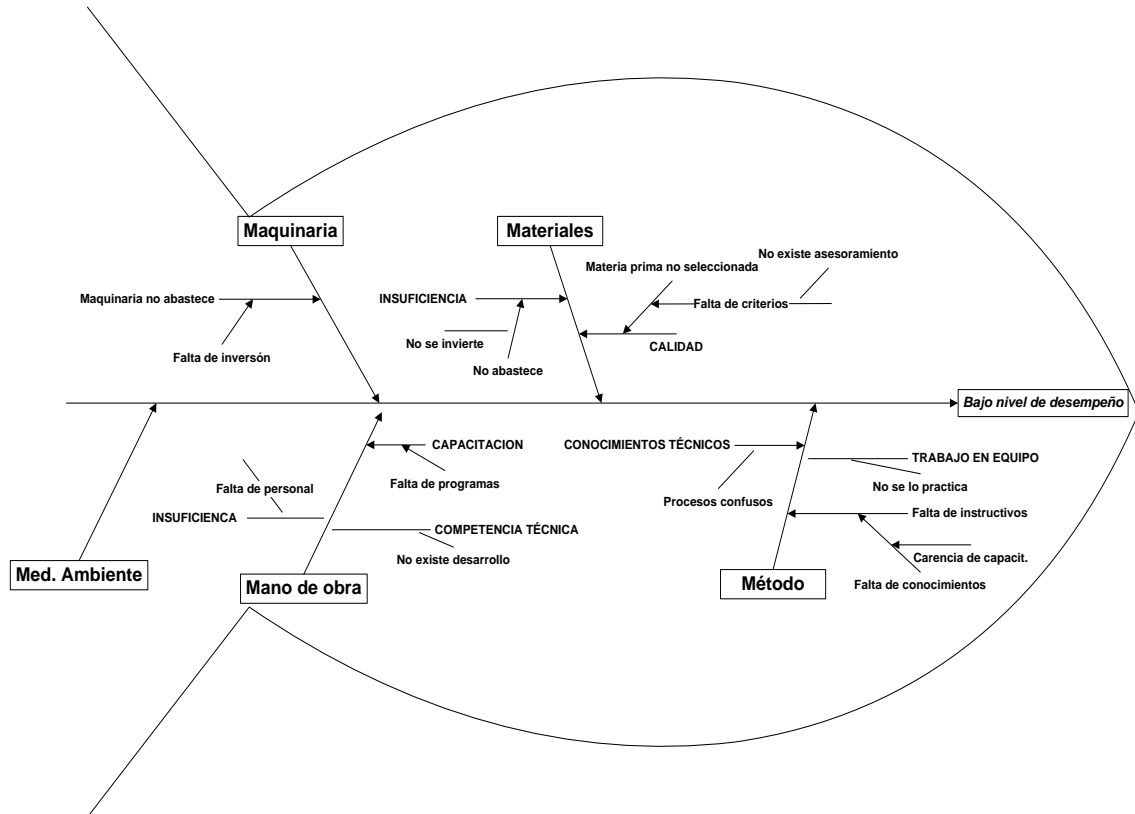 Maquinaria
Materiales
No existe asesoramiento
Materia prima no seleccionada
Maquinaria no abastece
INSUFICIENCIA
Falta de criterios
No se invierte
CALIDAD
Falta de inversón
No abastece
Bajo nivel de desempeño
CAPACITACION
CONOCIMIENTOS TÉCNICOS
TRABAJO EN EQUIPO
Falta de programas
Falta de personal
No se lo practica
Procesos confusos
INSUFICIENCA
Falta de instructivos
COMPETENCIA TÉCNICA
No existe desarrollo
Carencia de capacit.
Med. Ambiente
Mano de obra
Método
Falta de conocimientos